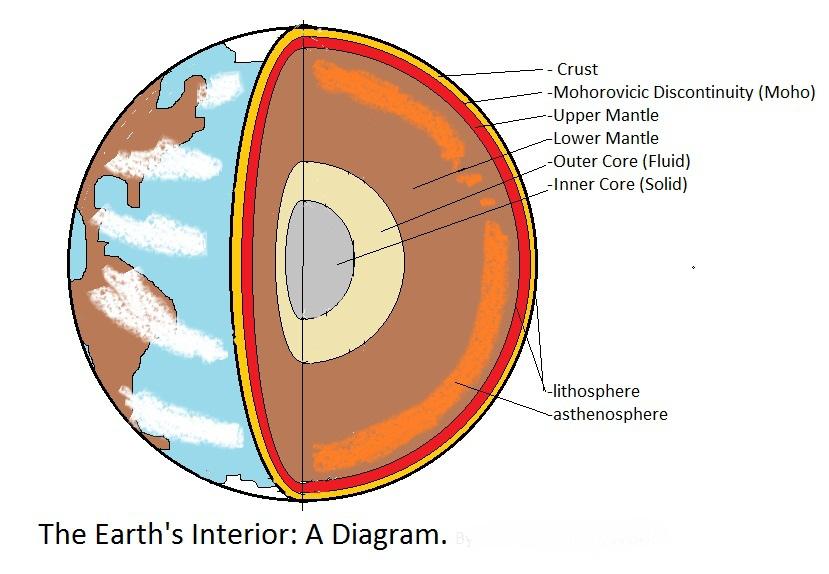 - Crust
-Mohorovicic Discontinuity (Moho)
-Upper Mantle
-Lower Mantle
-Outer Core (Fluid)
-Inner Core (Solid)
-lithosphere
-asthenosphere
The Earth's Interior: A Diagram. By